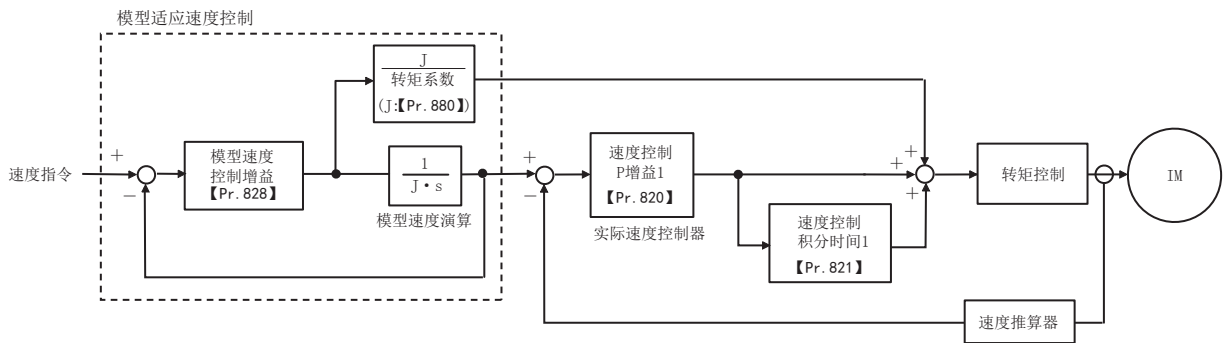 模型适应速度控制
J
转矩系数
(J:【Pr. 880】)
速度指令
+
−
模型速度
控制增益
【Pr. 828】
1
J・s
模型速度演算
+
−
速度控制
P增益1
【Pr. 820】
实际速度控制器
速度控制
积分时间1
【Pr. 821】
+
+
+
转矩控制
IM
速度推算器